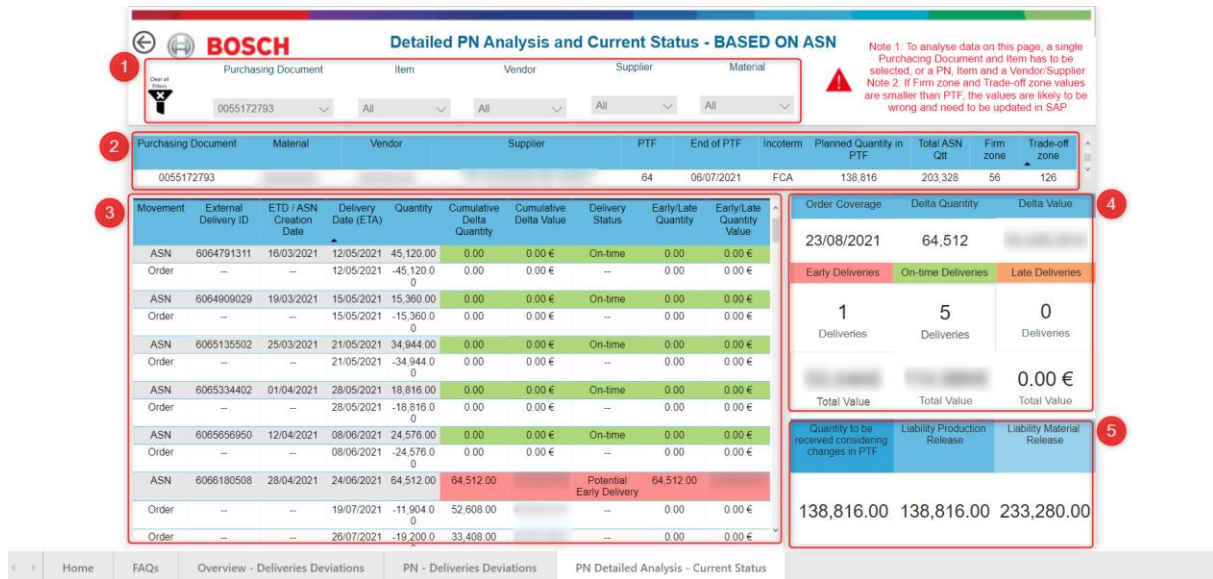 BOSCH
Detailed PN Analysis and Current Status - BASED ON ASN
Note 1: To analyse data on this page, a single
Purchasing Document and Item has to be
selected, or a PN, Item and a Vendor/Supplier
Note 2: If Firm zone and Trade-off zone values
are smaller than PTF, the values are likely to be
wrong and need to be updated in SAP
1
Clear all
Filters
Purchasing Document Item Vendor Supplier Material
0055172793 All All All All
2
Purchasing Document Material Vendor Supplier PTF End of PTF Incoterm Planned Quantity in PTF Total ASN Qtt Firm zone Trade-off zone
0055172793 64 06/07/2021 FCA 138,816 203,328 56 126
3
Movement External Delivery ID ETD / ASN Creation Date Delivery Date (ETA) Quantity Cumulative Delta Quantity Cumulative Delta Value Delivery Status Early/Late Quantity Early/Late Quantity Value
ASN 6064791311 16/03/2021 12/05/2021 45,120.00 0.00 0.00 € On-time 0.00 0.00 €
Order -- -- 12/05/2021 -45,120.00 0.00 0.00 € -- 0.00 0.00 €
ASN 6064909029 19/03/2021 15/05/2021 15,360.00 0.00 0.00 € On-time 0.00 0.00 €
Order -- -- 15/05/2021 -15,360.00 0.00 0.00 € -- 0.00 0.00 €
ASN 6065135502 25/03/2021 21/05/2021 34,944.00 0.00 0.00 € On-time 0.00 0.00 €
Order -- -- 21/05/2021 -34,944.00 0.00 0.00 € -- 0.00 0.00 €
ASN 6065334402 01/04/2021 28/05/2021 18,816.00 0.00 0.00 € On-time 0.00 0.00 €
Order -- -- 28/05/2021 -18,816.00 0.00 0.00 € -- 0.00 0.00 €
ASN 6065656950 12/04/2021 08/06/2021 24,576.00 0.00 0.00 € On-time 0.00 0.00 €
Order -- -- 08/06/2021 -24,576.00 0.00 0.00 € -- 0.00 0.00 €
ASN 6066180508 28/04/2021 24/06/2021 64,512.00 64,512.00 Potential Early Delivery 64,512.00
Order -- -- 19/07/2021 -11,904.00 52,608.00 -- 0.00 0.00 €
Order -- -- 26/07/2021 -19,200.0 33,408.00 -- 0.00 0.00 €
4
Order Coverage Delta Quantity Delta Value
23/08/2021 64,512
Early Deliveries On-time Deliveries Late Deliveries
1 5 0
Deliveries Deliveries Deliveries
0.00 €
Total Value Total Value Total Value
5
Quantity to be received considering changes in PTF Liability Production Release Liability Material Release
138,816.00 138,816.00 233,280.00
Home FAQs Overview - Deliveries Deviations PN - Deliveries Deviations PN Detailed Analysis - Current Status